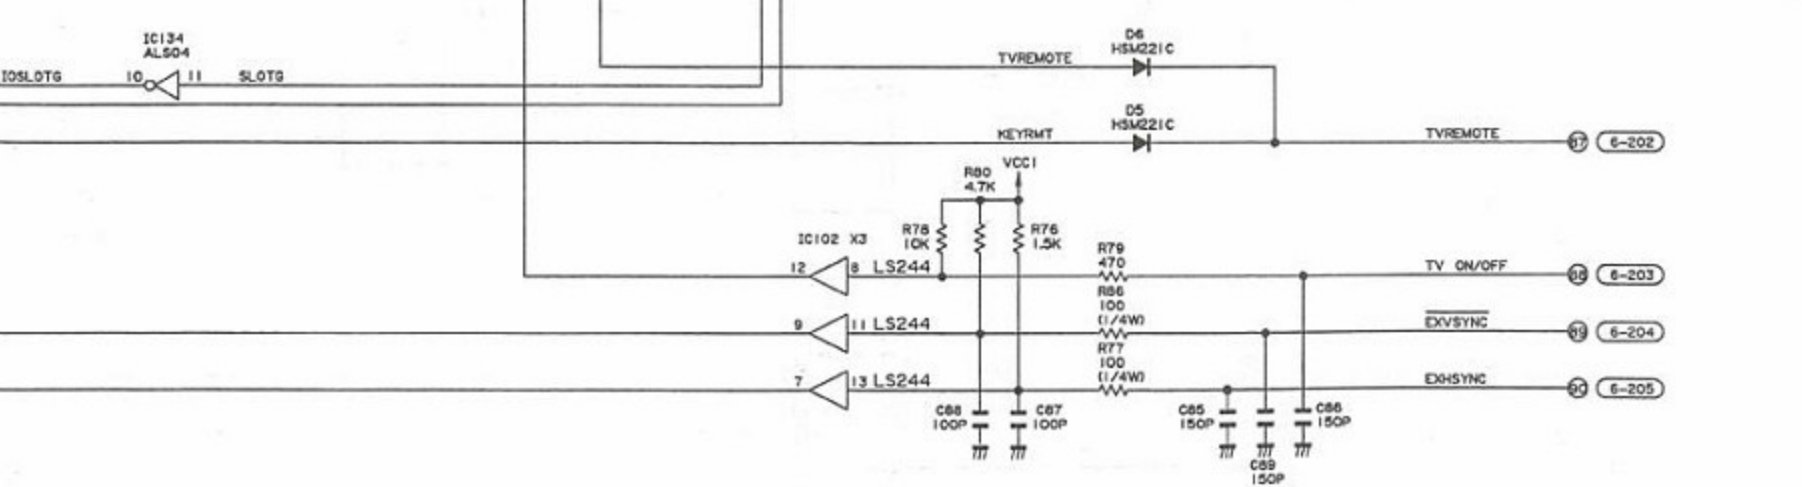 IC134
ALS04
IOSLOTG
10
11
SLOTG
TVREMOTE
D6
HSM221C
KEYRMT
D5
HSM221C
TVREMOTE
87
6-202
VCC1
R80
4.7K
R78
10K
R76
1.5K
IC102 X3
12
8
LS244
R79
470
TV ON/OFF
88
6-203
R86
100
(1/4W)
9
11
LS244
EXVSYNC
89
6-204
R77
100
(1/4W)
7
13
LS244
EXHSYNC
90
6-205
C88
100P
C87
100P
C85
150P
C86
150P
C89
150P